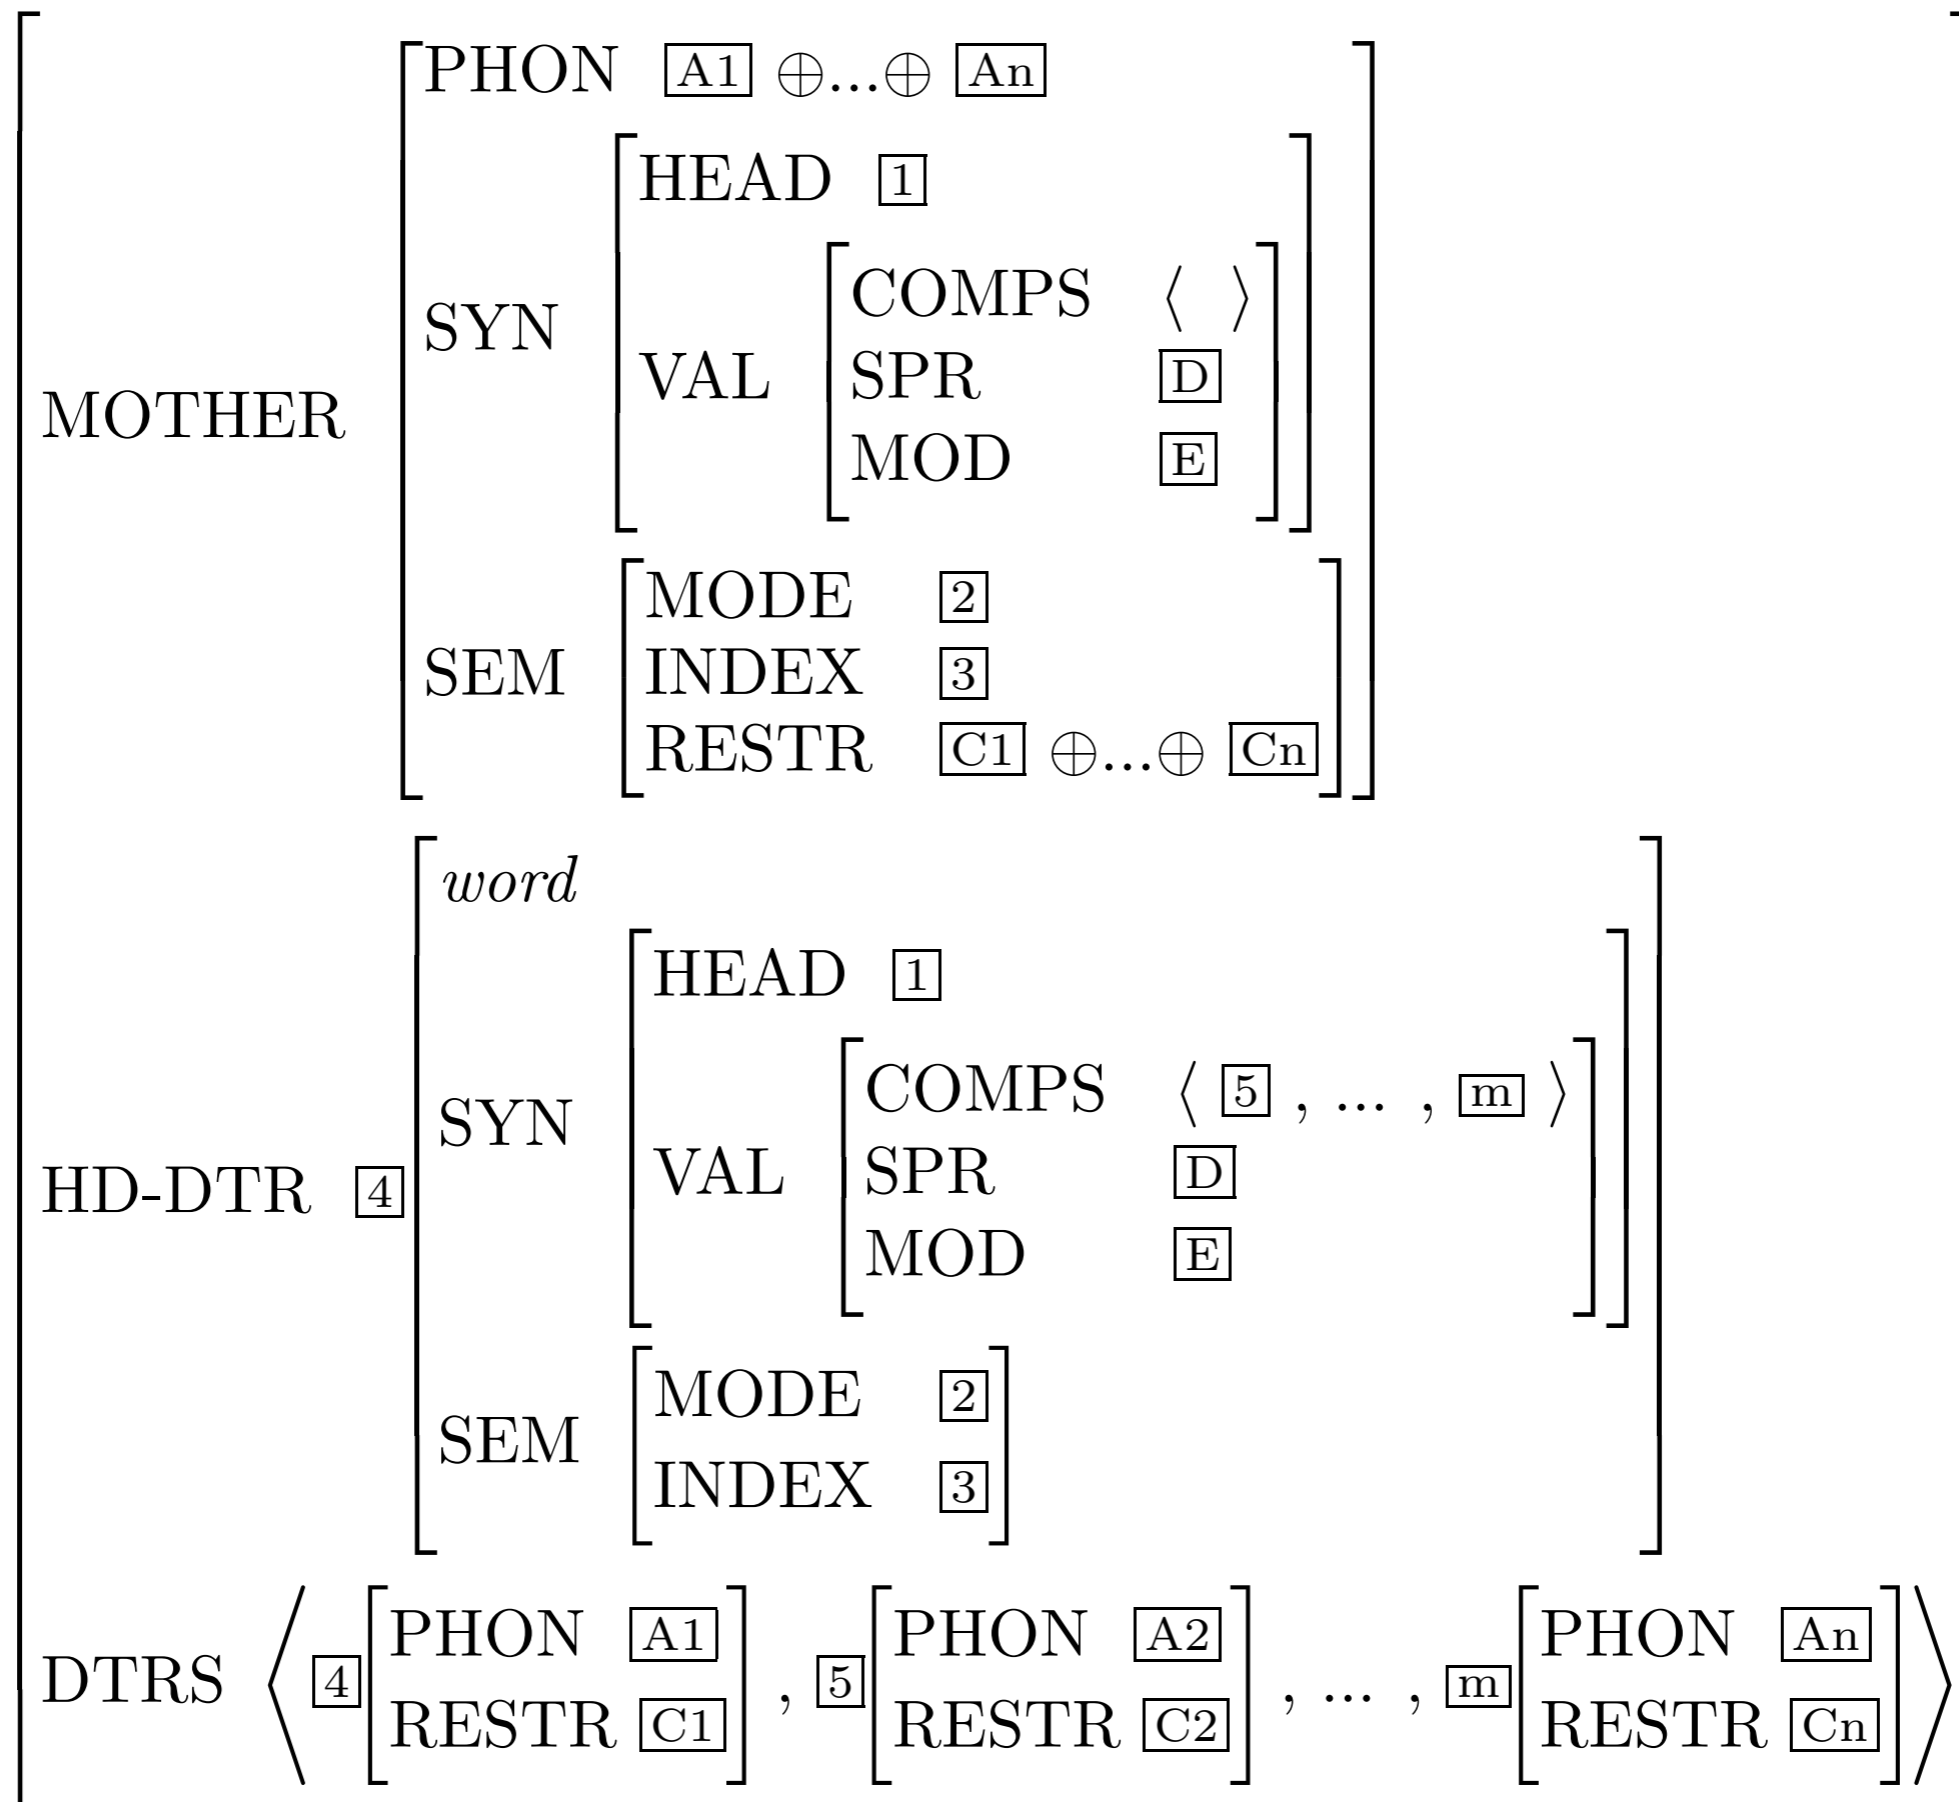 PHON A1 ⊕...⊕ An
HEAD 1
COMPS ⟨ ⟩
SYN
VAL SPR D
MOTHER
MOD E
MODE 2
SEM INDEX 3
RESTR C1 ⊕...⊕ Cn
word
HEAD 1
COMPS ⟨ 5 , ... , m ⟩
SYN
VAL SPR D
HD-DTR 4
MOD E
MODE 2
SEM
INDEX 3
PHON A1 PHON A2 PHON An
DTRS ⟨ 4 , 5 , ... , m ⟩
RESTR C1 RESTR C2 RESTR Cn